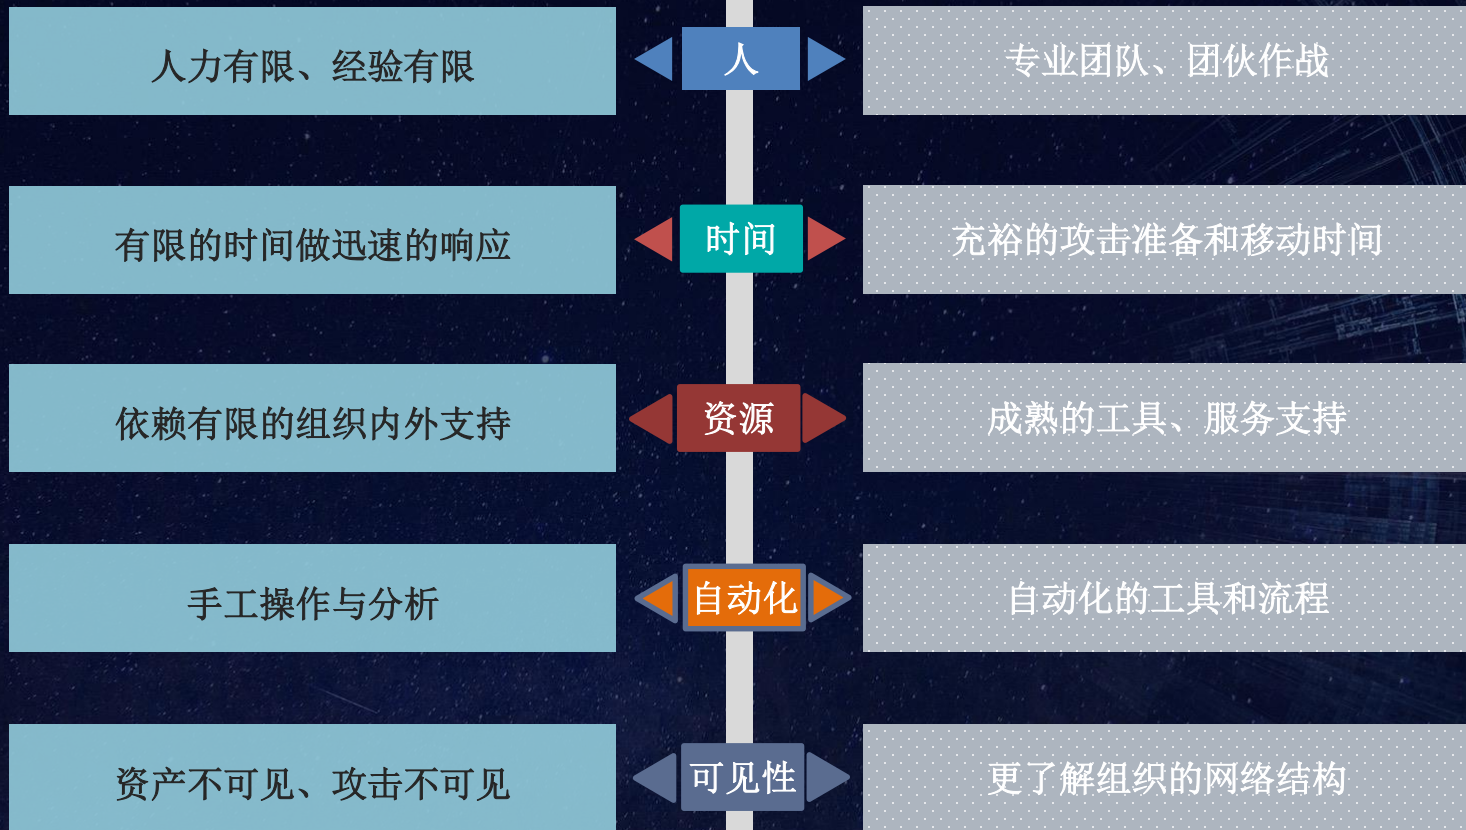 人力有限、经验有限
人
专业团队、团伙作战
有限的时间做迅速的响应
时间
充裕的攻击准备和移动时间
依赖有限的组织内外支持
资源
成熟的工具、服务支持
手工操作与分析
自动化
自动化的工具和流程
资产不可见、攻击不可见
可见性
更了解组织的网络结构